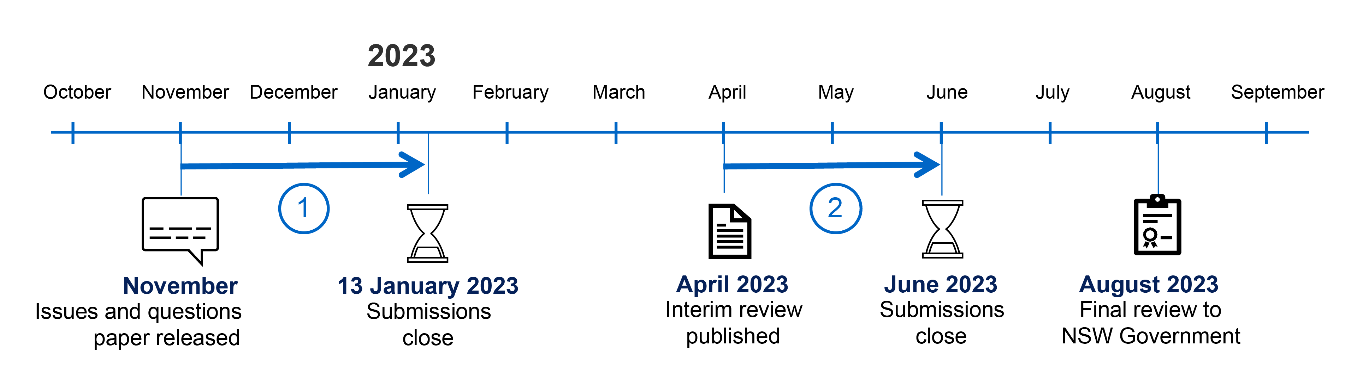 2023
October November December January February March April May June July August September
1
2
November
Issues and questions
paper released
13 January 2023
Submissions
close
April 2023
Interim review
published
June 2023
Submissions
close
August 2023
Final review to
NSW Government